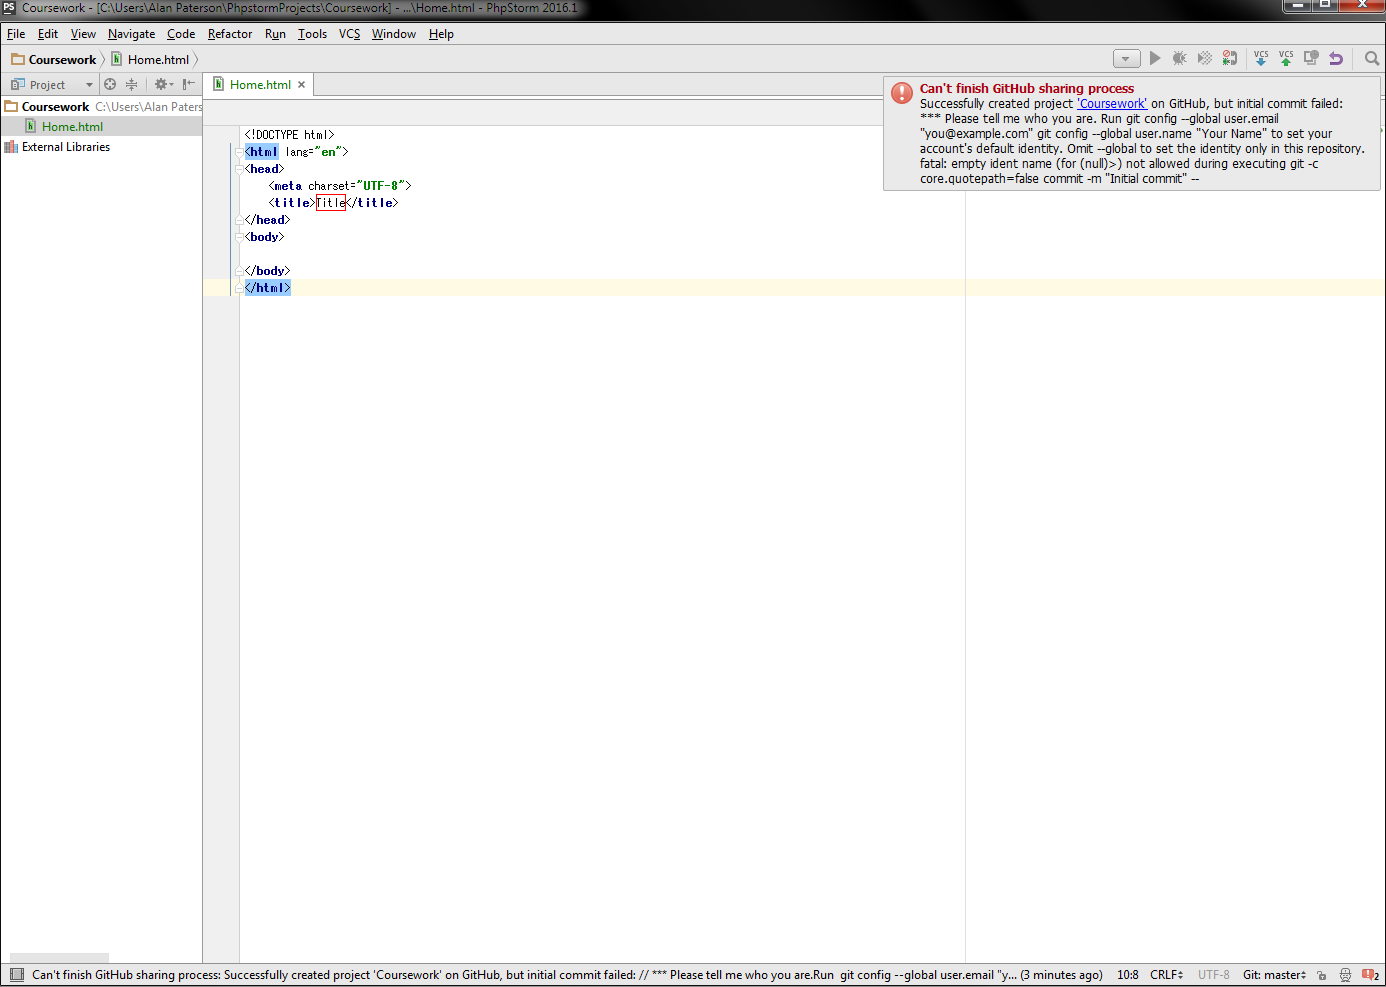 PS Coursework - [C:\Users\Alan Paterson\PhpstormProjects\Coursework] - ...\Home.html - PhpStorm 2016.1
File Edit View Navigate Code Refactor Run Tools VCS Window Help
Coursework Home.html
VCS VCS
Project
Home.html
Coursework C:\Users\Alan Paters
Home.html
External Libraries
<!DOCTYPE html>
<html lang="en">
<head>
<meta charset="UTF-8">
<title>Title</title>
</head>
<body>
</body>
</html>
Can't finish GitHub sharing process
Successfully created project 'Coursework' on GitHub, but initial commit failed:
*** Please tell me who you are. Run git config --global user.email
"you@example.com" git config --global user.name "Your Name" to set your
account's default identity. Omit --global to set the identity only in this repository.
fatal: empty ident name (for (null)>) not allowed during executing git -c
core.quotepath=false commit -m "Initial commit" --
Can't finish GitHub sharing process: Successfully created project 'Coursework' on GitHub, but initial commit failed: // *** Please tell me who you are.Run git config --global user.email "y... (3 minutes ago) 10:8 CRLF UTF-8 Git: master 2